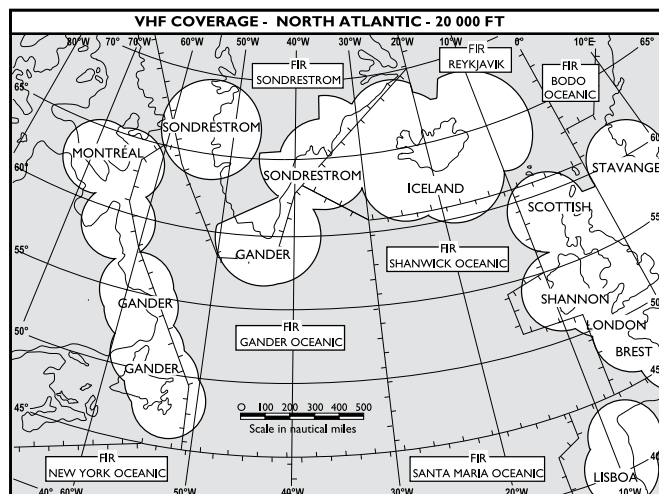 VHF COVERAGE - NORTH ATLANTIC - 20 000 FT
80°W 70°W 60°W 50°W 40°W 30°W 20°W 10°W 0° 10°E 20°E
FIR
SONDRESTROM
FIR
REYKJAVIK
FIR
BODO
OCEANIC
65°
65°
SONDRESTROM
MONTRÉAL
60°
60°
STAVANGE
SONDRESTROM
ICELAND
SCOTTISH
55°
55°
GANDER
FIR
SHANWICK OCEANIC
GANDER
SHANNON
50°
50
LONDON
FIR
GANDER OCEANIC
BREST
GANDER
45°
45°
0 100 200 300 400 500
Scale in nautical miles
FIR
NEW YORK OCEANIC
FIR
SANTA MARIA OCEANIC
40
LISBOA
40° 60°W 50°W 40°W 30°W 20°W 10°W